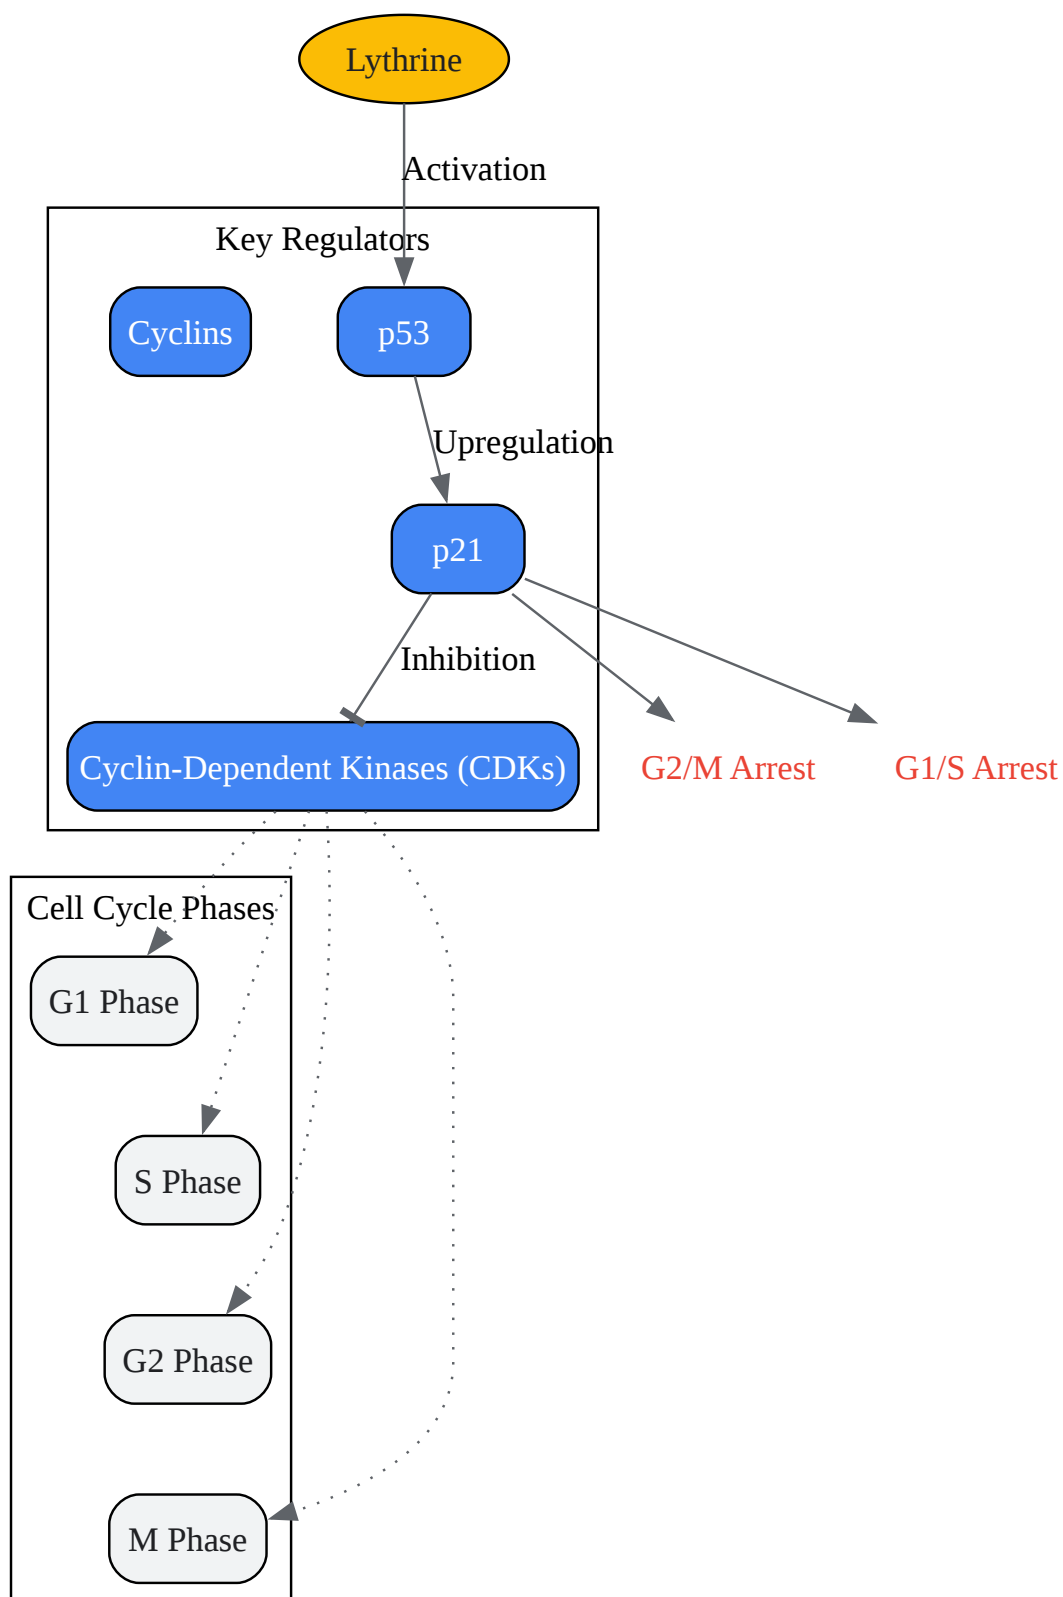 Lythrine
Activation
Key Regulators
Cyclins
p53
Upregulation
p21
Inhibition
Cyclin-Dependent Kinases (CDKs)
G2/M Arrest
G1/S Arrest
Cell Cycle Phases
G1 Phase
S Phase
G2 Phase
M Phase